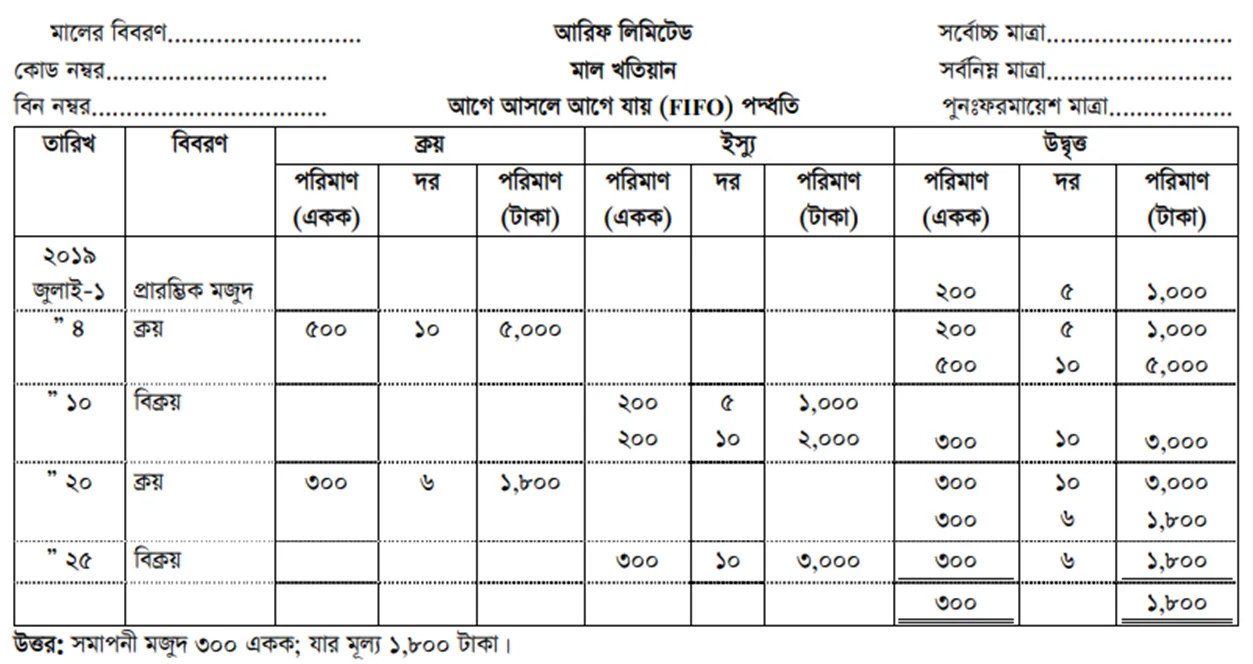 মালের বিবরণ............................ আরিফ লিমিটেড সর্বোচ্চ মাত্রা...........................
কোড নম্বর................................ মাল খতিয়ান সর্বনিম্ন মাত্রা...........................
বিন নম্বর.................................. আগে আসলে আগে যায় (FIFO) পদ্ধতি পুনঃফরমায়েশ মাত্রা..................
তারিখ বিবরণ ক্রয় ইস্যু উদ্বৃত্ত
পরিমাণ দর পরিমাণ পরিমাণ দর পরিমাণ পরিমাণ দর পরিমাণ
(একক) (টাকা) (একক) (টাকা) (একক) (টাকা)
২০১৯
জুলাই-১ প্রারম্ভিক মজুদ ২০০ ৫ ১,০০০
” ৪ ক্রয় ৫০০ ১০ ৫,০০০ ২০০ ৫ ১,০০০
৫০০ ১০ ৫,০০০
” ১০ বিক্রয় ২০০ ৫ ১,০০০
২০০ ১০ ২,০০০ ৩০০ ১০ ৩,০০০
” ২০ ক্রয় ৩০০ ৬ ১,৮০০ ৩০০ ১০ ৩,০০০
৩০০ ৬ ১,৮০০
” ২৫ বিক্রয় ৩০০ ১০ ৩,০০০ ৩০০ ৬ ১,৮০০
৩০০ ১,৮০০
উত্তর: সমাপনী মজুদ ৩০০ একক; যার মূল্য ১,৮০০ টাকা।